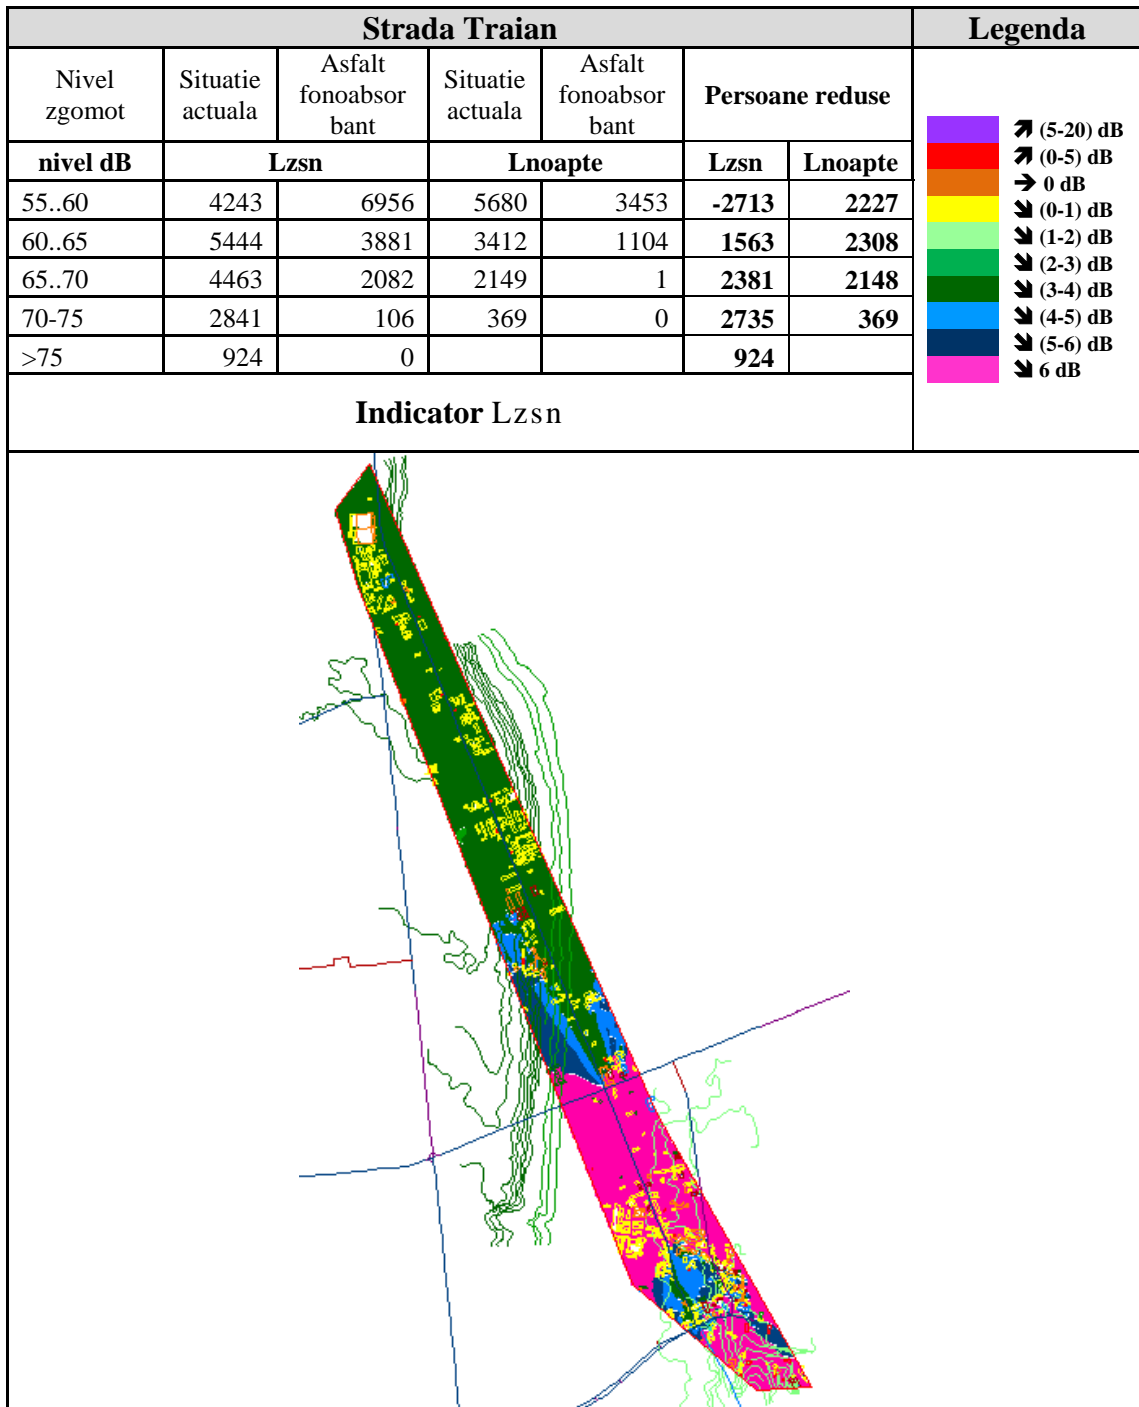 Strada Traian
Legenda
Nivel zgomot
Situatie actuala
Asfalt fonoabsor bant
Situatie actuala
Asfalt fonoabsor bant
Persoane reduse
nivel dB Lzsn Lnoapte Lzsn Lnoapte
55..60 4243 6956 5680 3453 -2713 2227
60..65 5444 3881 3412 1104 1563 2308
65..70 4463 2082 2149 1 2381 2148
70-75 2841 106 369 0 2735 369
>75 924 0 924
Indicator Lzsn
↗ (5-20) dB
↗ (0-5) dB
→ 0 dB
↘ (0-1) dB
↘ (1-2) dB
↘ (2-3) dB
↘ (3-4) dB
↘ (4-5) dB
↘ (5-6) dB
↘ 6 dB